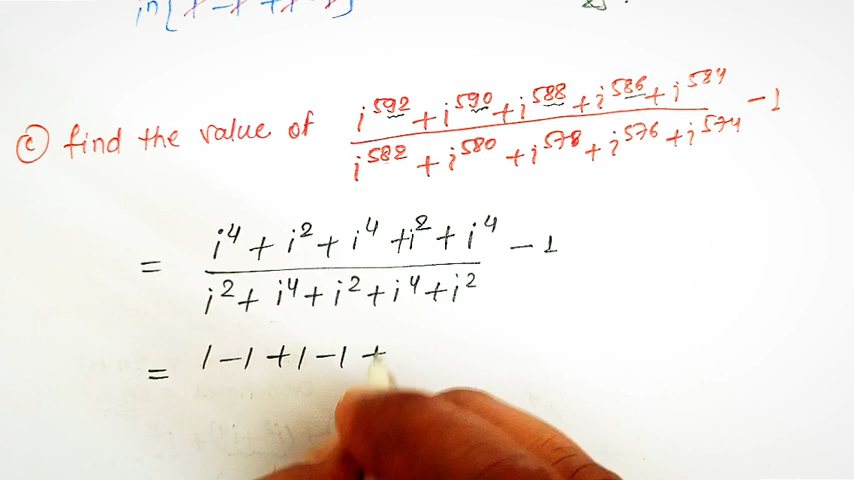 in[
© find the value of i^592 + i^590 + i^588 + i^586 + i^584 / i^582 + i^580 + i^578 + i^576 + i^574 - 1
= i^4 + i^2 + i^4 + i^2 + i^4 / i^2 + i^4 + i^2 + i^4 + i^2 - 1
= 1 - 1 + 1 - 1 +